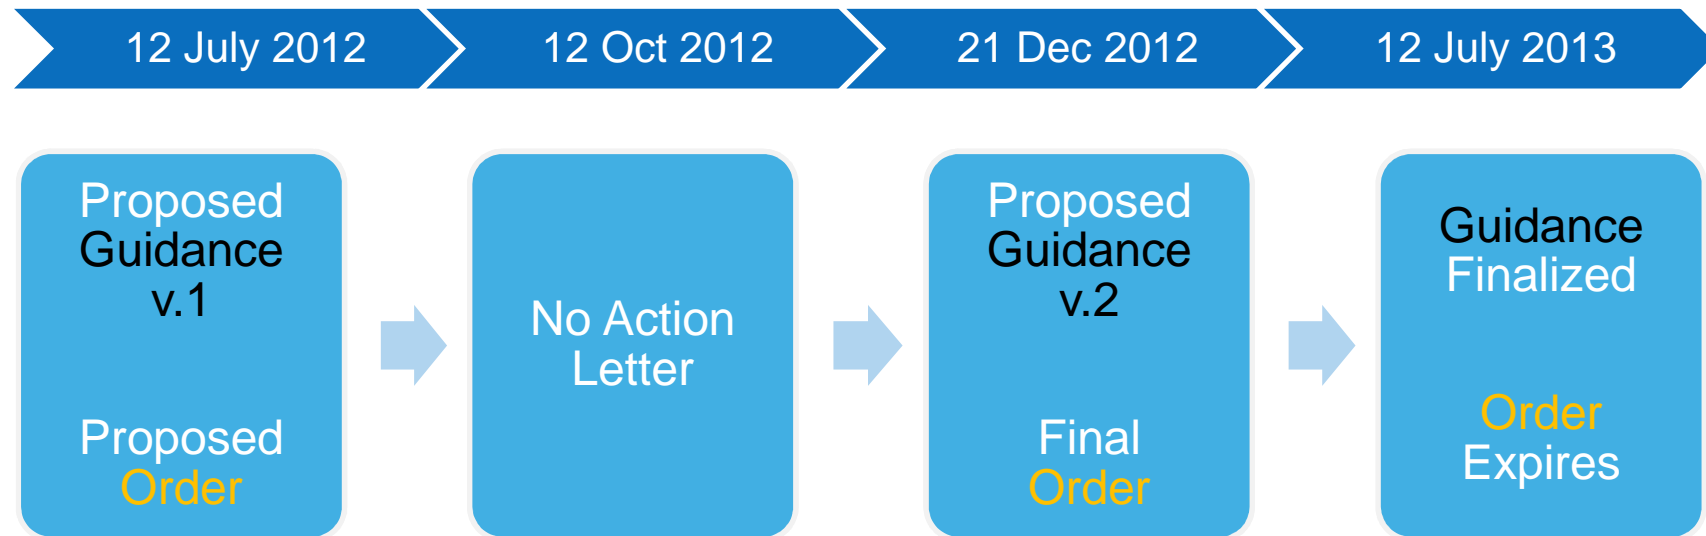 12 July 2012
12 Oct 2012
21 Dec 2012
12 July 2013
Proposed
Guidance
v.1
Proposed
Order
No Action
Letter
Proposed
Guidance
v.2
Final
Order
Guidance
Finalized
Order
Expires